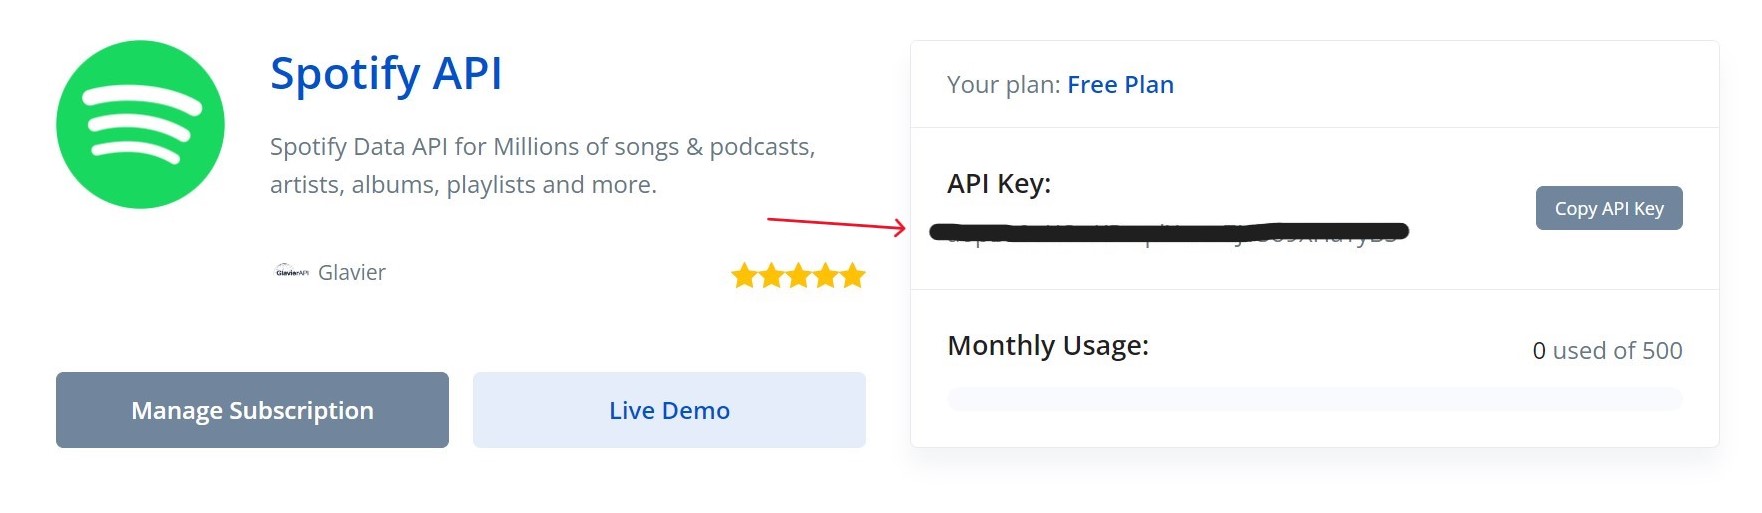 Spotify API
Spotify Data API for Millions of songs & podcasts,
artists, albums, playlists and more.
GlavierAPI Glavier
Manage Subscription
Live Demo
Your plan: Free Plan
API Key:
Copy API Key
Monthly Usage:
0 used of 500